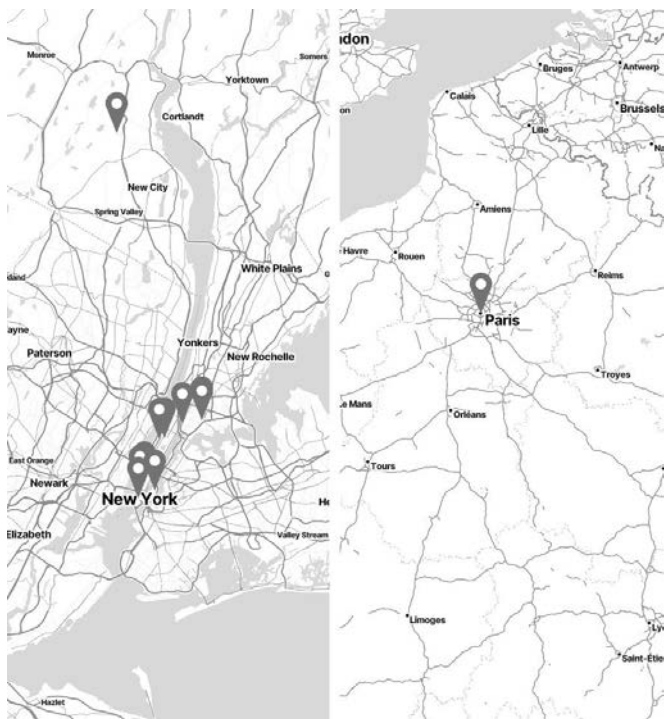 Monroe
Somers
Yorktown
Cortlandt
New City
Spring Valley
White Plains
Yonkers
New Rochelle
Paterson
East Orange
Newark
New York
Elizabeth
Valley Stream
Hazlet
Bruges
Antwerp
Calais
Brussels
Lille
Amiens
Havre
Rouen
Reims
Paris
Troyes
Le Mans
Orléans
Tours
Limoges
Saint-Étie